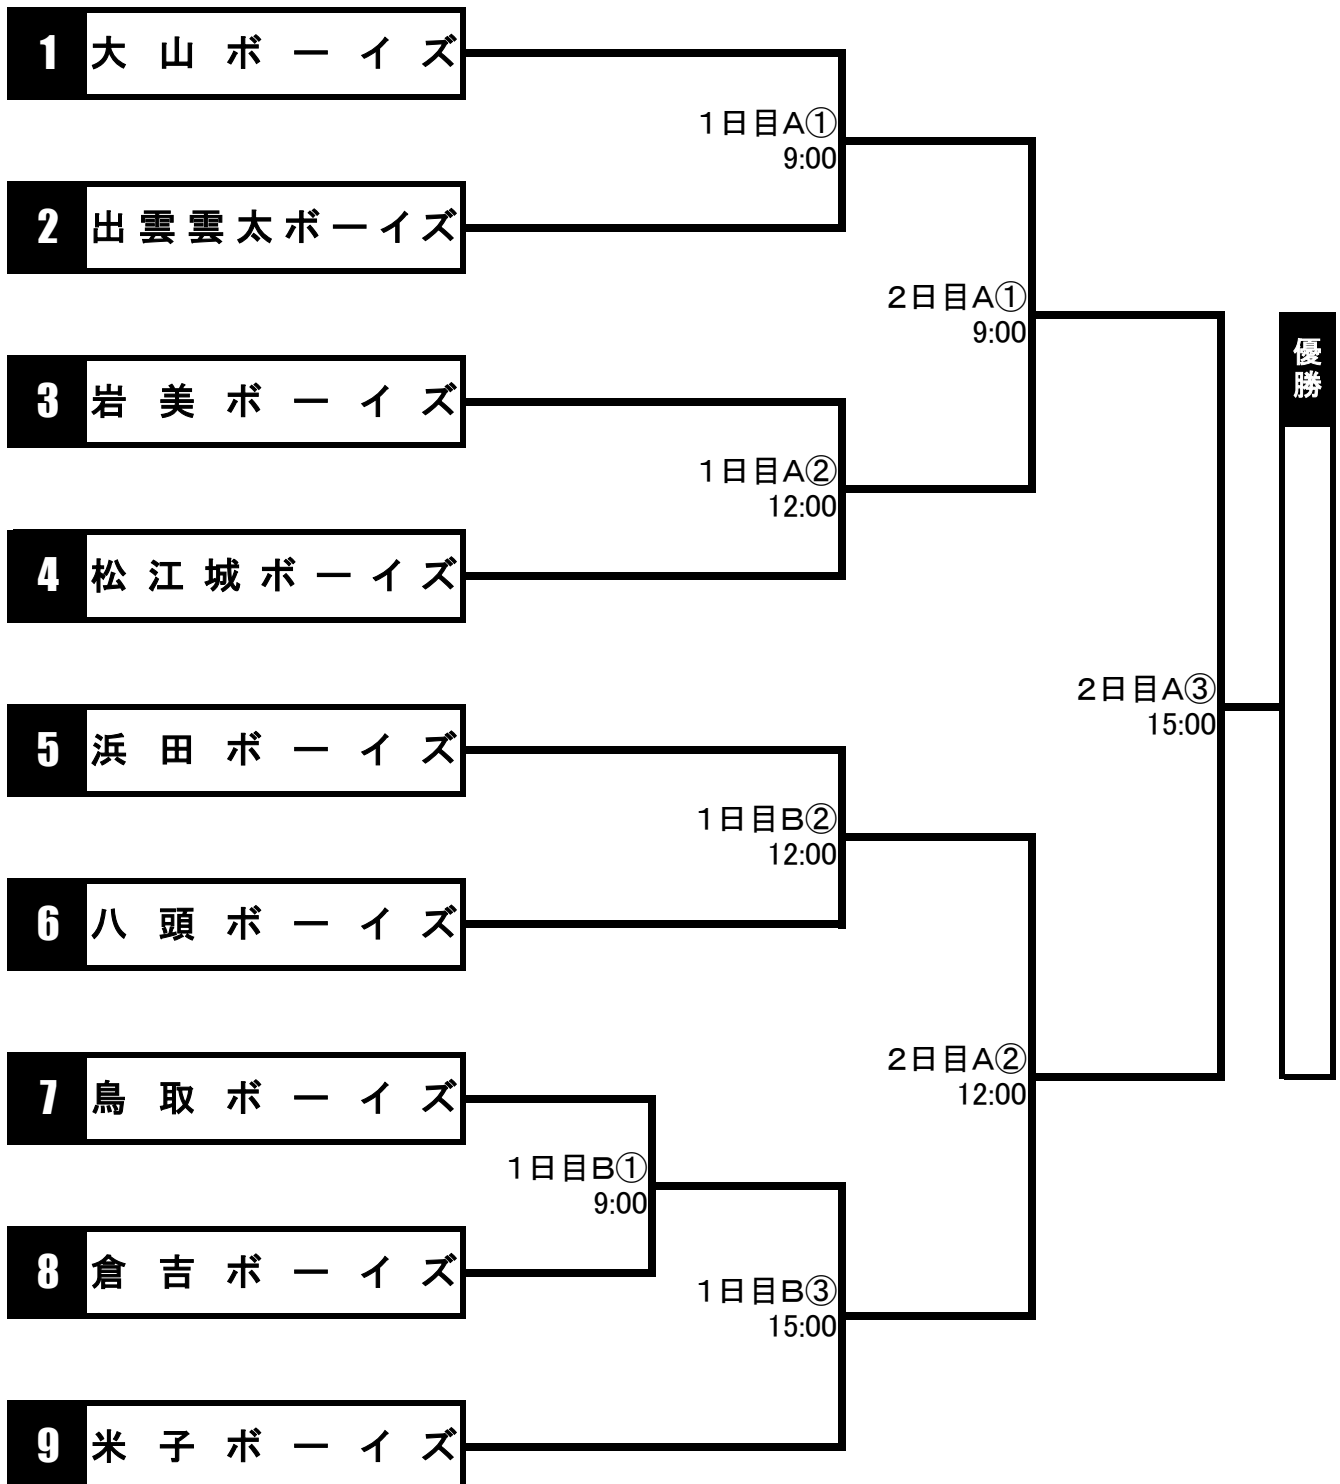 1 大山ボーイズ
1日目A①
9:00
2 出雲雲太ボーイズ
2日目A①
9:00
3 岩美ボーイズ
1日目A②
12:00
4 松江城ボーイズ
優勝
2日目A③
15:00
5 浜田ボーイズ
1日目B②
12:00
6 八頭ボーイズ
2日目A②
12:00
7 鳥取ボーイズ
1日目B①
9:00
8 倉吉ボーイズ
1日目B③
15:00
9 米子ボーイズ